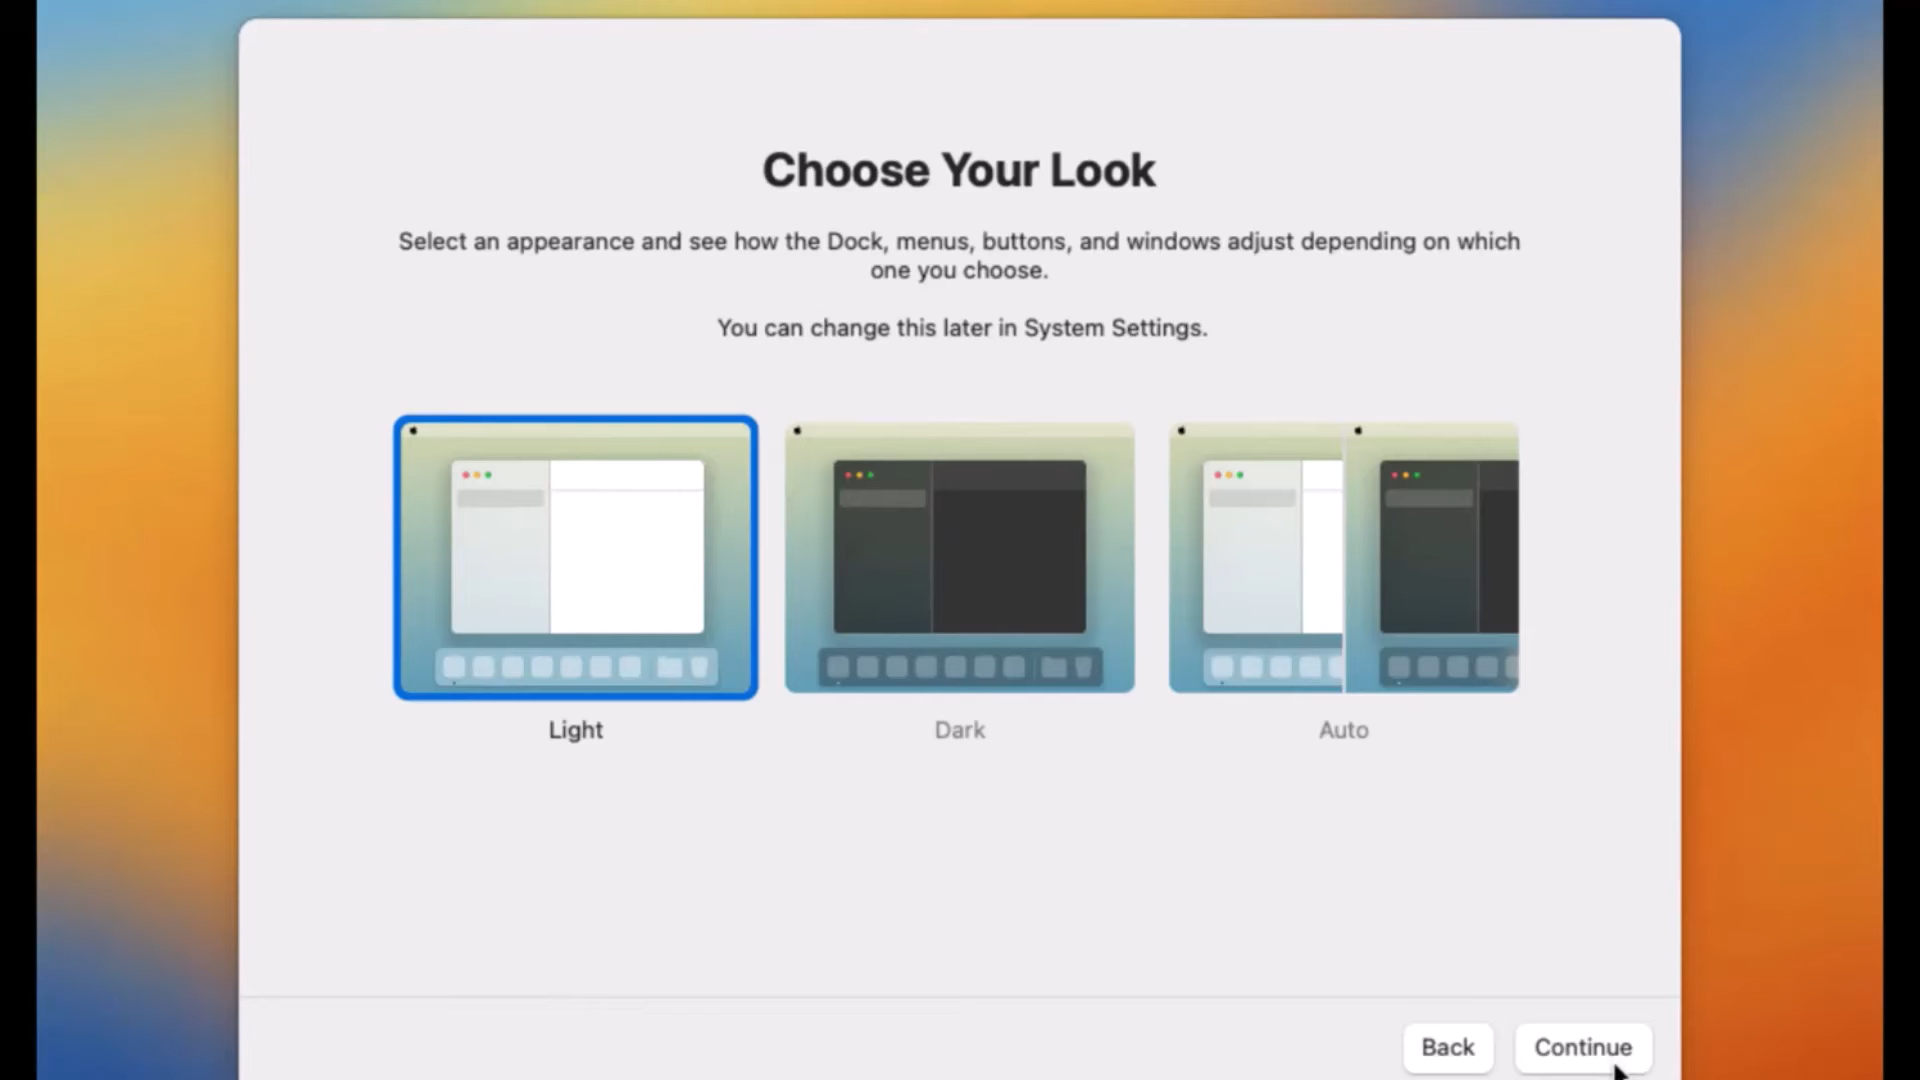 Choose Your Look
Select an appearance and see how the Dock, menus, buttons, and windows adjust depending on which
one you choose.
You can change this later in System Settings.
Light
Dark
Auto
Back
Continue